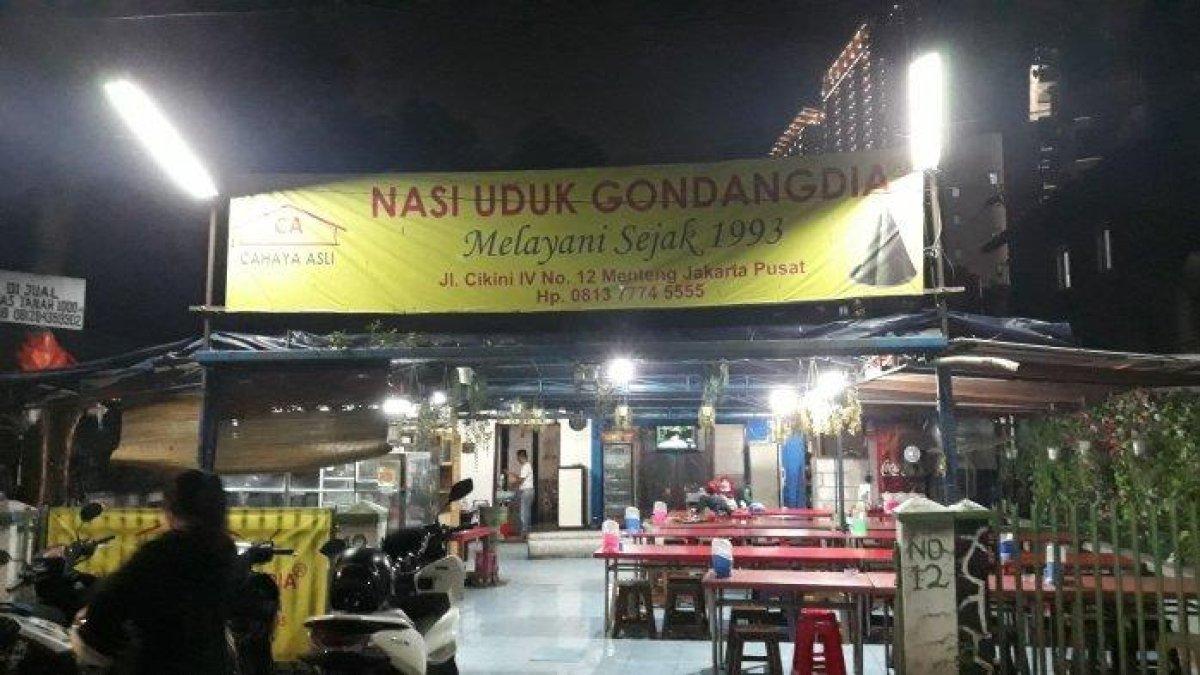 NASI UDUK GONDANGDIA
Melayani Sejak 1993
CA
CAHAYA ASLI
Jl. Cikini IV No. 12 Menteng Jakarta Pusat
Hp. 0813 7774 5555
DI JUAL
TANAH
NO
12